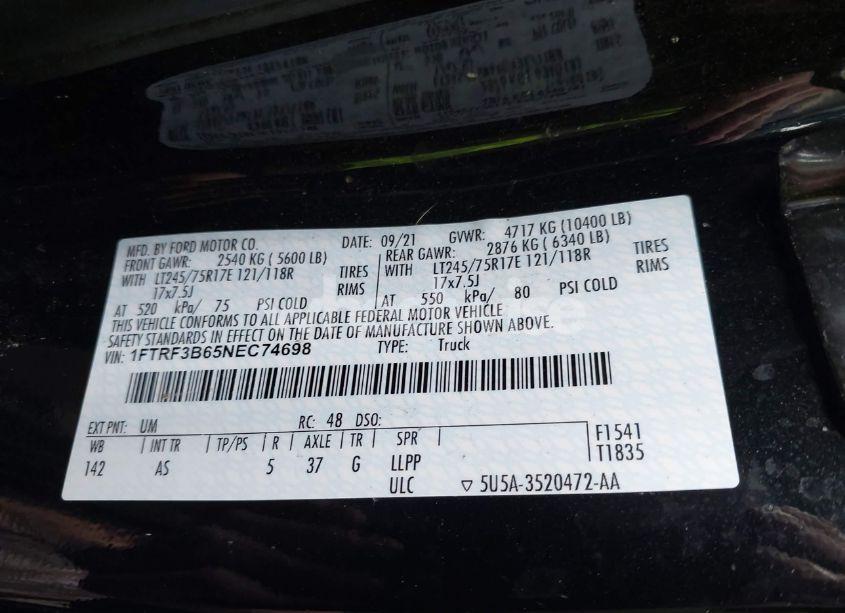 MFD. BY FORD MOTOR CO. DATE: 09/21 GVWR: 4717 KG (10400 LB)
FRONT GAWR: 2540 KG ( 5600 LB) REAR GAWR: 2876 KG ( 6340 LB)
WITH LT245/75R17E 121/118R TIRES WITH LT245/75R17E 121/118R TIRES
17x7.5J RIMS 17x7.5J RIMS
AT 520 kPa/ 75 PSI COLD AT 550 kPa/ 80 PSI COLD
THIS VEHICLE CONFORMS TO ALL APPLICABLE FEDERAL MOTOR VEHICLE
SAFETY STANDARDS IN EFFECT ON THE DATE OF MANUFACTURE SHOWN ABOVE.
VIN: 1FTRF3B65NEC74698 TYPE: Truck
EXT PNT: UM RC: 48 DSO:
WB INT TR TP/PS R AXLE TR SPR F1541
142 AS 5 37 G LLPP T1835
ULC ▽ 5U5A-3520472-AA